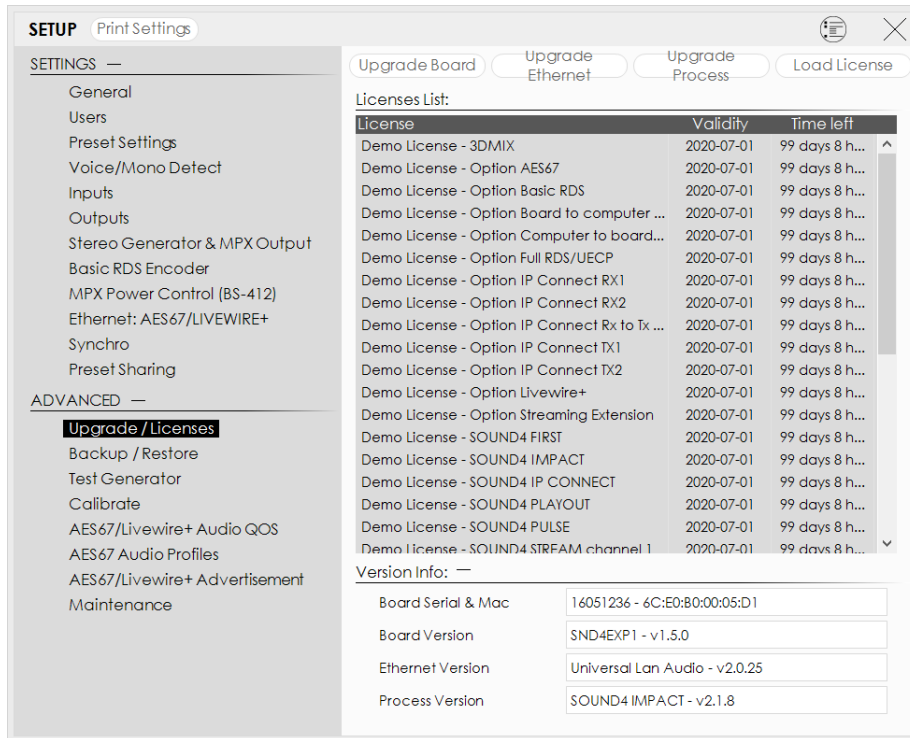 SETUP Print Settings
SETTINGS —
General
Users
Preset Settings
Voice/Mono Detect
Inputs
Outputs
Stereo Generator & MPX Output
Basic RDS Encoder
MPX Power Control (BS-412)
Ethernet: AES67/LIVEWIRE+
Synchro
Preset Sharing
ADVANCED —
Upgrade / Licenses
Backup / Restore
Test Generator
Calibrate
AES67/Livewire+ Audio QOS
AES67 Audio Profiles
AES67/Livewire+ Advertisement
Maintenance
Upgrade Board
Upgrade
Ethernet
Upgrade
Process
Load License
Licenses List:
License Validity Time left
Demo License - 3DMIX 2020-07-01 99 days 8 h...
Demo License - Option AES67 2020-07-01 99 days 8 h...
Demo License - Option Basic RDS 2020-07-01 99 days 8 h...
Demo License - Option Board to computer ... 2020-07-01 99 days 8 h...
Demo License - Option Computer to board... 2020-07-01 99 days 8 h...
Demo License - Option Full RDS/UECP 2020-07-01 99 days 8 h...
Demo License - Option IP Connect RX1 2020-07-01 99 days 8 h...
Demo License - Option IP Connect RX2 2020-07-01 99 days 8 h...
Demo License - Option IP Connect Rx to Tx ... 2020-07-01 99 days 8 h...
Demo License - Option IP Connect TX1 2020-07-01 99 days 8 h...
Demo License - Option IP Connect TX2 2020-07-01 99 days 8 h...
Demo License - Option Livewire+ 2020-07-01 99 days 8 h...
Demo License - Option Streaming Extension 2020-07-01 99 days 8 h...
Demo License - SOUND4 FIRST 2020-07-01 99 days 8 h...
Demo License - SOUND4 IMPACT 2020-07-01 99 days 8 h...
Demo License - SOUND4 IP CONNECT 2020-07-01 99 days 8 h...
Demo License - SOUND4 PLAYOUT 2020-07-01 99 days 8 h...
Demo License - SOUND4 PULSE 2020-07-01 99 days 8 h...
Demo License - SOUND4 STREAM channel 1 2020-07-01 99 days 8 h...
Version Info: —
Board Serial & Mac 16051236 - 6C:E0:B0:00:05:D1
Board Version SND4EXP1 - v1.5.0
Ethernet Version Universal Lan Audio - v2.0.25
Process Version SOUND4 IMPACT - v2.1.8